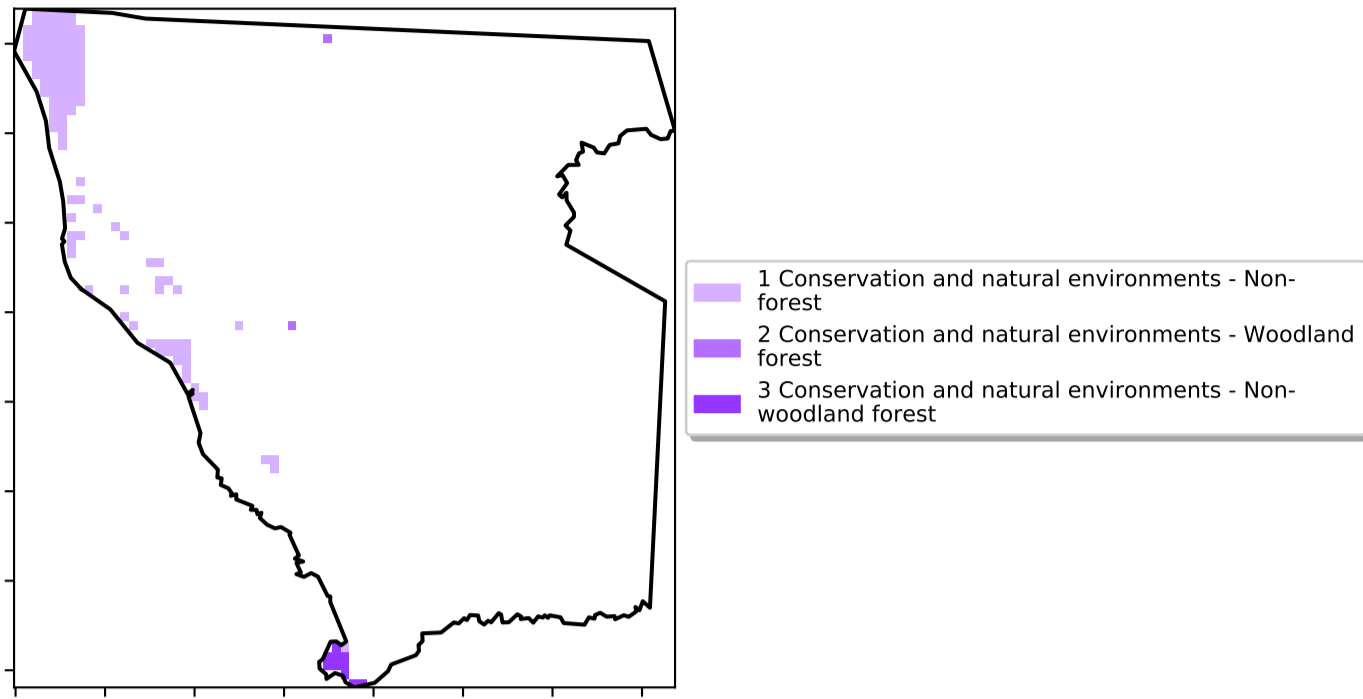 1 Conservation and natural environments - Non-
forest
2 Conservation and natural environments - Woodland
forest
3 Conservation and natural environments - Non-
woodland forest